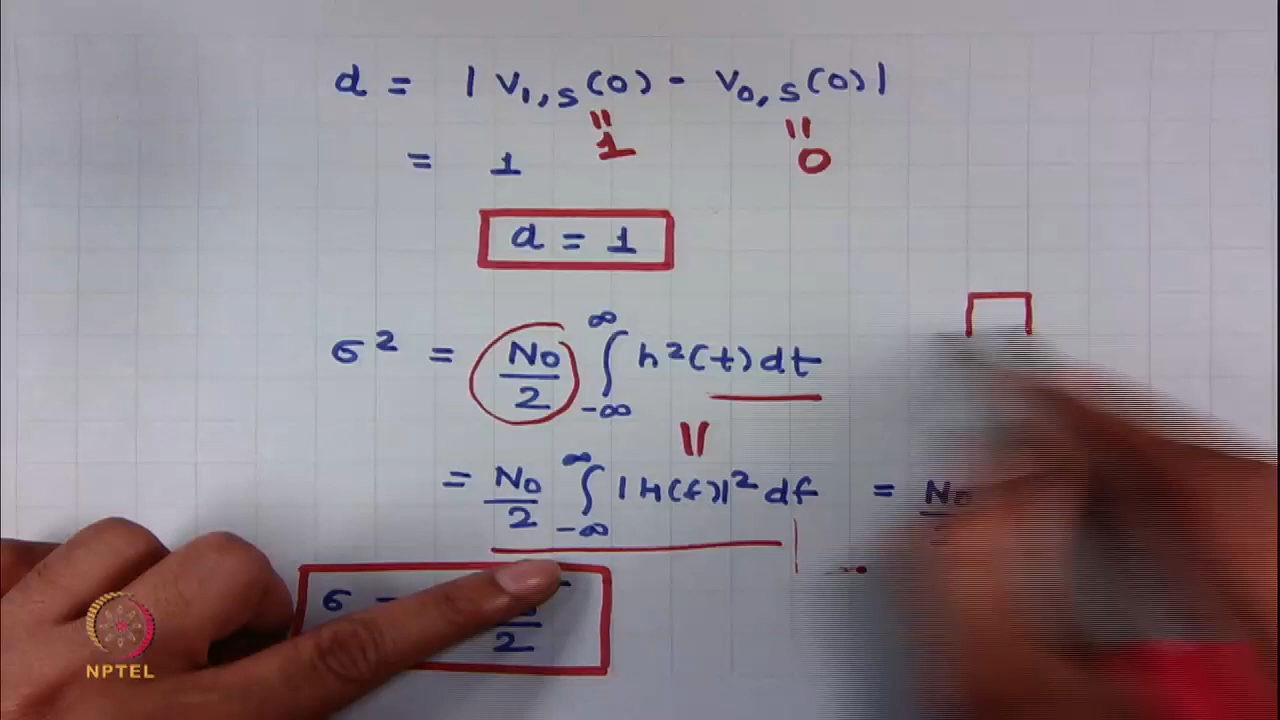 d = | V1,s(0) - V0,s(0) |
|| ||
1 0
= 1
d = 1
σ² = N0/2 ∫_{-∞}^{∞} h²(t)dt
||
= N0/2 ∫_{-∞}^{∞} |H(f)|² df = N0
σ
2
NPTEL